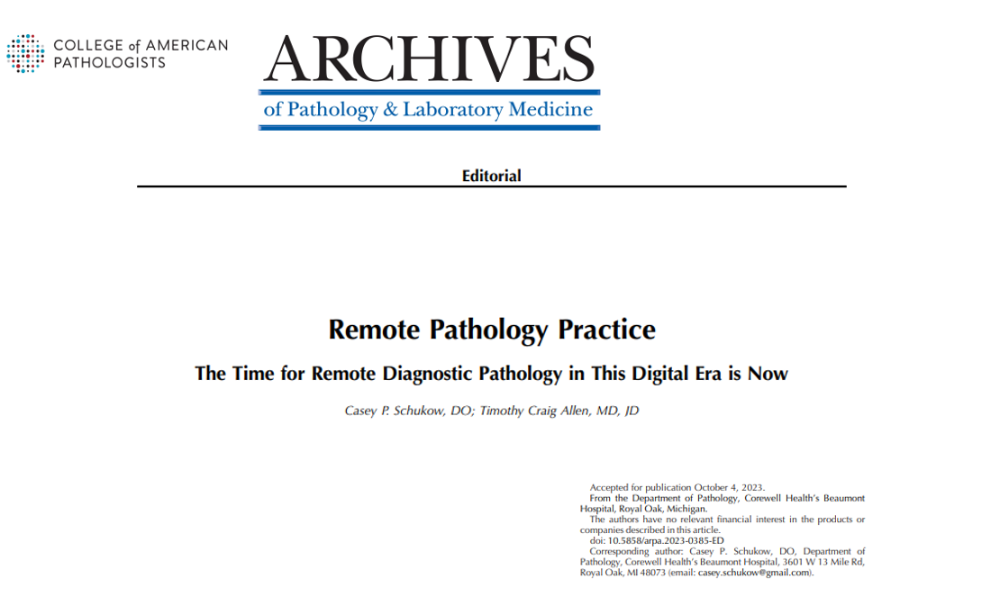 COLLEGE of AMERICAN
PATHOLOGISTS
ARCHIVES
of Pathology & Laboratory Medicine
Editorial
Remote Pathology Practice
The Time for Remote Diagnostic Pathology in This Digital Era is Now
Casey P. Schukow, DO; Timothy Craig Allen, MD, JD
Accepted for publication October 4, 2023.
From the Department of Pathology, Corewell Health's Beaumont
Hospital, Royal Oak, Michigan.
The authors have no relevant financial interest in the products or
companies described in this article.
doi: 10.5858/arpa.2023-0385-ED
Corresponding author: Casey P. Schukow, DO, Department of
Pathology, Corewell Health's Beaumont Hospital, 3601 W 13 Mile Rd,
Royal Oak, MI 48073 (email: casey.schukow@gmail.com).